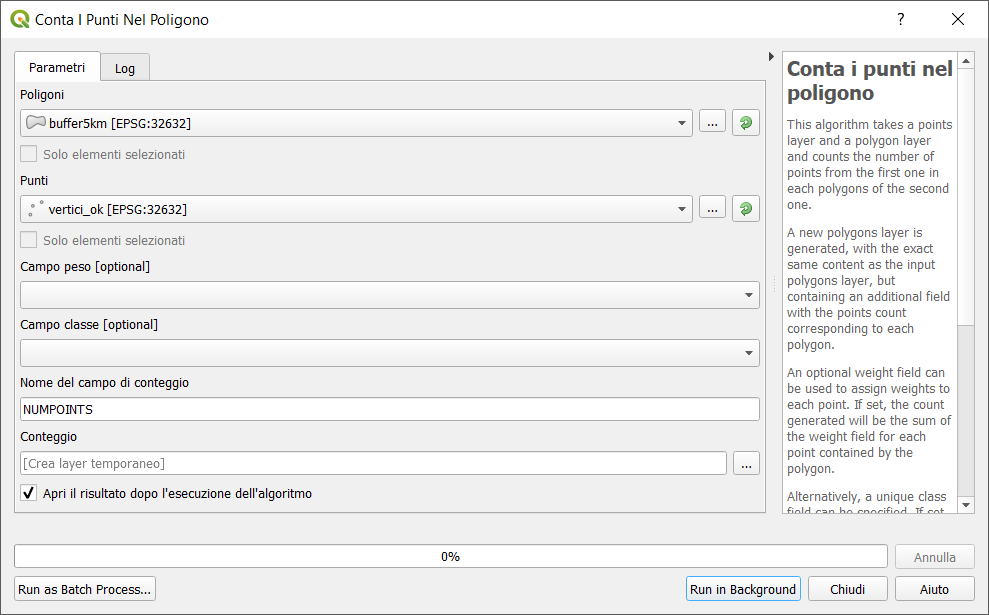 Conta I Punti Nel Poligono
?
Parametri
Log
Poligoni
buffer5km [EPSG:32632]
...
Solo elementi selezionati
Punti
vertici_ok [EPSG:32632]
...
Solo elementi selezionati
Campo peso [optional]
Campo classe [optional]
Nome del campo di conteggio
NUMPOINTS
Conteggio
[Crea layer temporaneo]
...
Apri il risultato dopo l'esecuzione dell'algoritmo
Conta i punti nel
poligono
This algorithm takes a points
layer and a polygon layer
and counts the number of
points from the first one in
each polygons of the second
one.
A new polygons layer is
generated, with the exact
same content as the input
polygons layer, but
containing an additional field
with the points count
corresponding to each
polygon.
An optional weight field can
be used to assign weights to
each point. If set, the count
generated will be the sum of
the weight field for each
point contained by the
polygon.
Alternatively, a unique class
field can be specified. If set
0%
Annulla
Run as Batch Process...
Run in Background
Chiudi
Aiuto